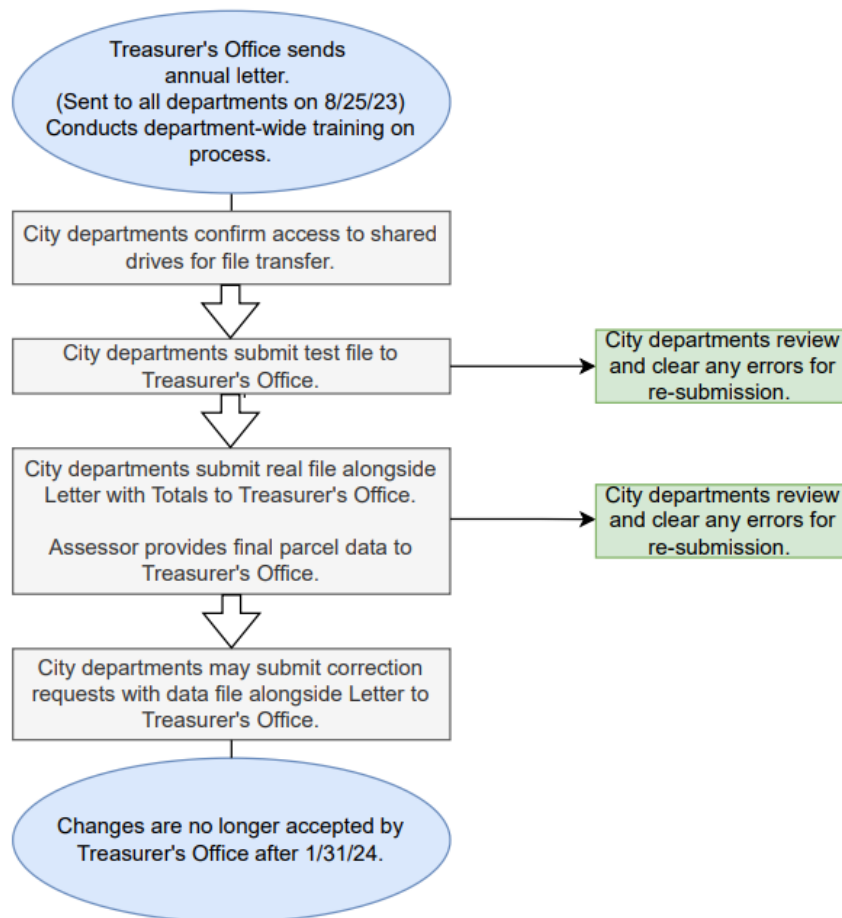 Treasurer's Office sends
annual letter.
(Sent to all departments on 8/25/23)
Conducts department-wide training on
process.
City departments confirm access to shared
drives for file transfer.
City departments submit test file to
Treasurer's Office.
City departments review
and clear any errors for
re-submission.
City departments submit real file alongside
Letter with Totals to Treasurer's Office.
Assessor provides final parcel data to
Treasurer's Office.
City departments review
and clear any errors for
re-submission.
City departments may submit correction
requests with data file alongside Letter to
Treasurer's Office.
Changes are no longer accepted by
Treasurer's Office after 1/31/24.